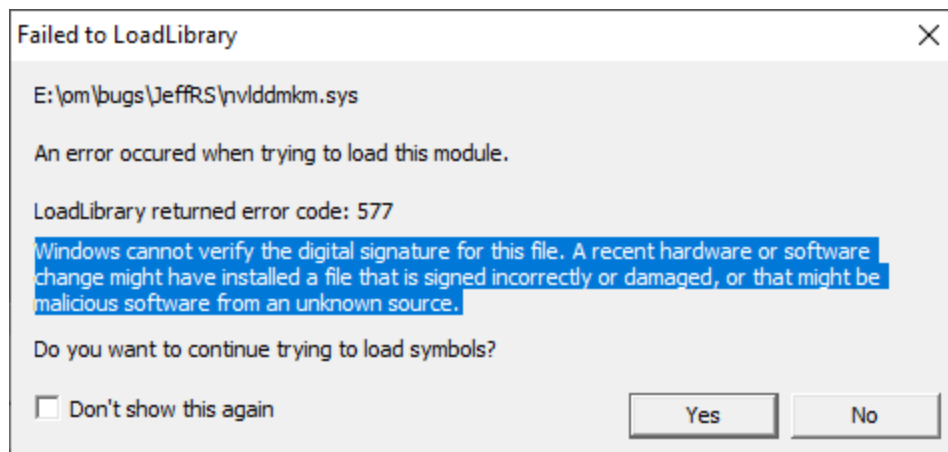 Failed to LoadLibrary
E:\om\bugs\JeffRS\nvlddmkm.sys
An error occured when trying to load this module.
LoadLibrary returned error code: 577
Windows cannot verify the digital signature for this file. A recent hardware or software
change might have installed a file that is signed incorrectly or damaged, or that might be
malicious software from an unknown source.
Do you want to continue trying to load symbols?
Don't show this again
Yes
No